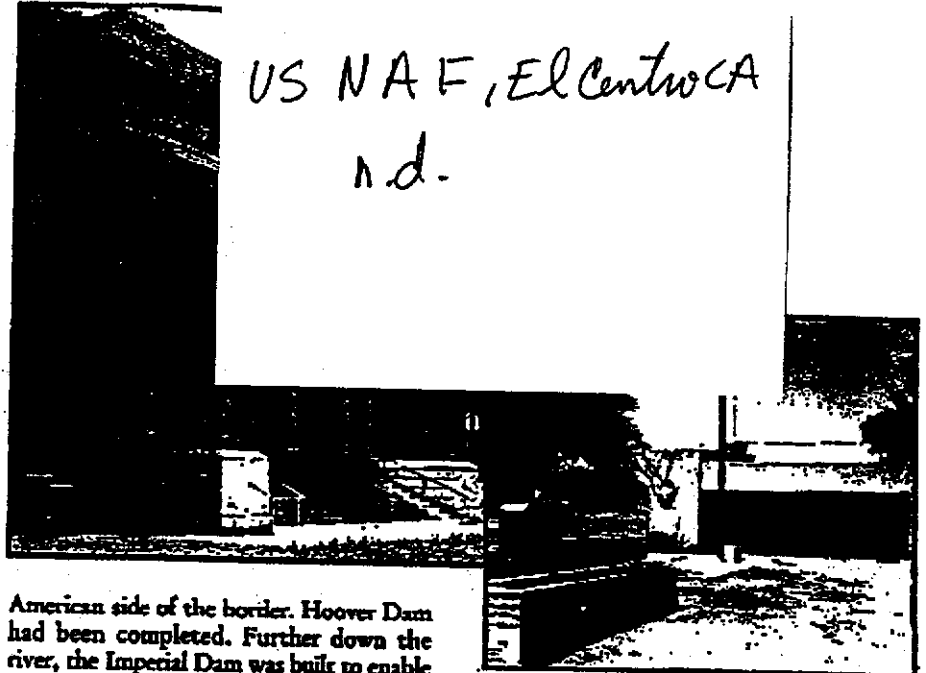 US NAF, El Centro CA
n.d.
American side of the border. Hoover Dam
had been completed. Further down the
river, the Imperial Dam was built to enable